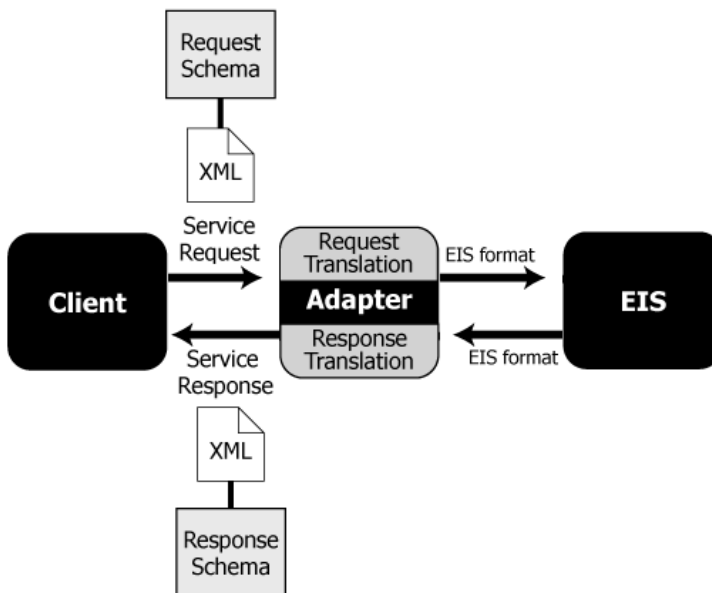 Request
Schema
XML
Service
Request
Request
Translation
EIS format
Client
Adapter
EIS
Response
Translation
EIS format
Service
Response
XML
Response
Schema